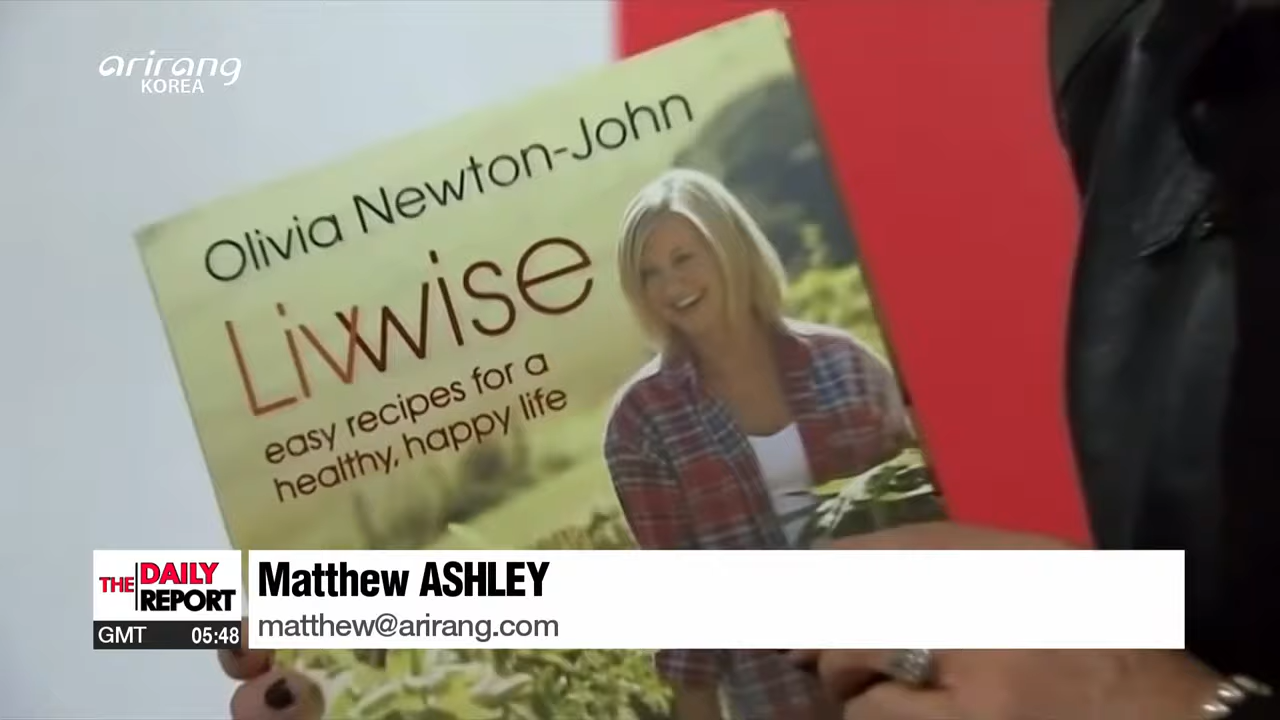 arirang
KOREA
Olivia Newton-John
Livwise
easy recipes for a
healthy, happy life
THE DAILY
REPORT
GMT 05:48
Matthew ASHLEY
matthew@arirang.com